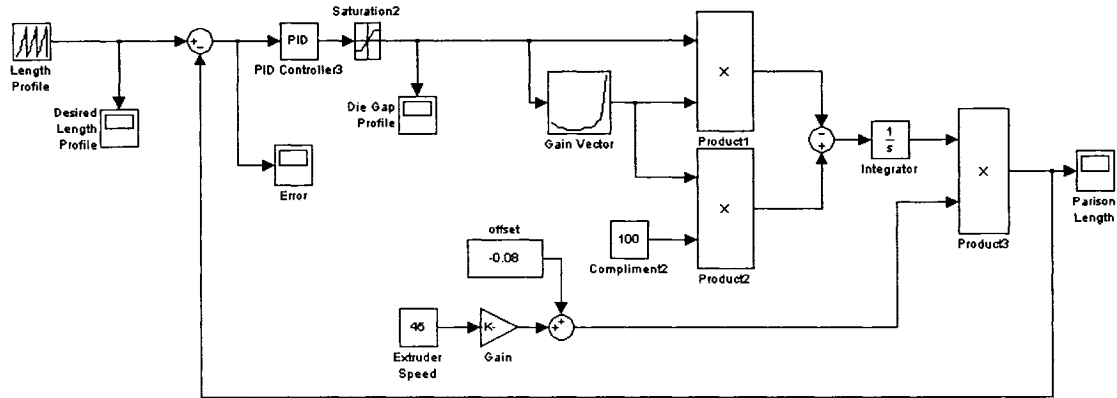 Saturation2
PID
PID Controller3
Length
Profile
Desired
Length
Profile
Die Gap
Profile
Gain Vector
Product1
Error
1
s
Integrator
Parison
Length
Product3
100
Compliment2
Product2
offset
-0.08
46
K-
Extruder
Speed
Gain